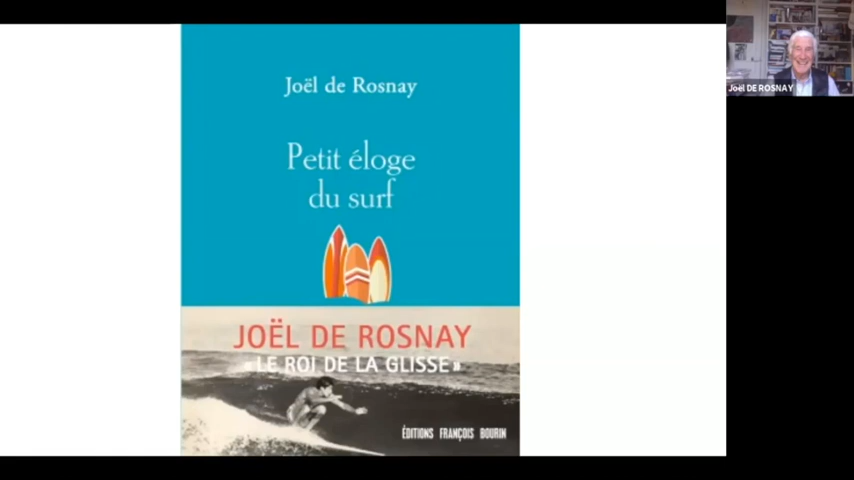 Joël de Rosnay
Petit éloge
du surf
JOËL DE ROSNAY
« LE ROI DE LA GLISSE »
ÉDITIONS FRANÇOIS BOURIN
Joël DE ROSNAY